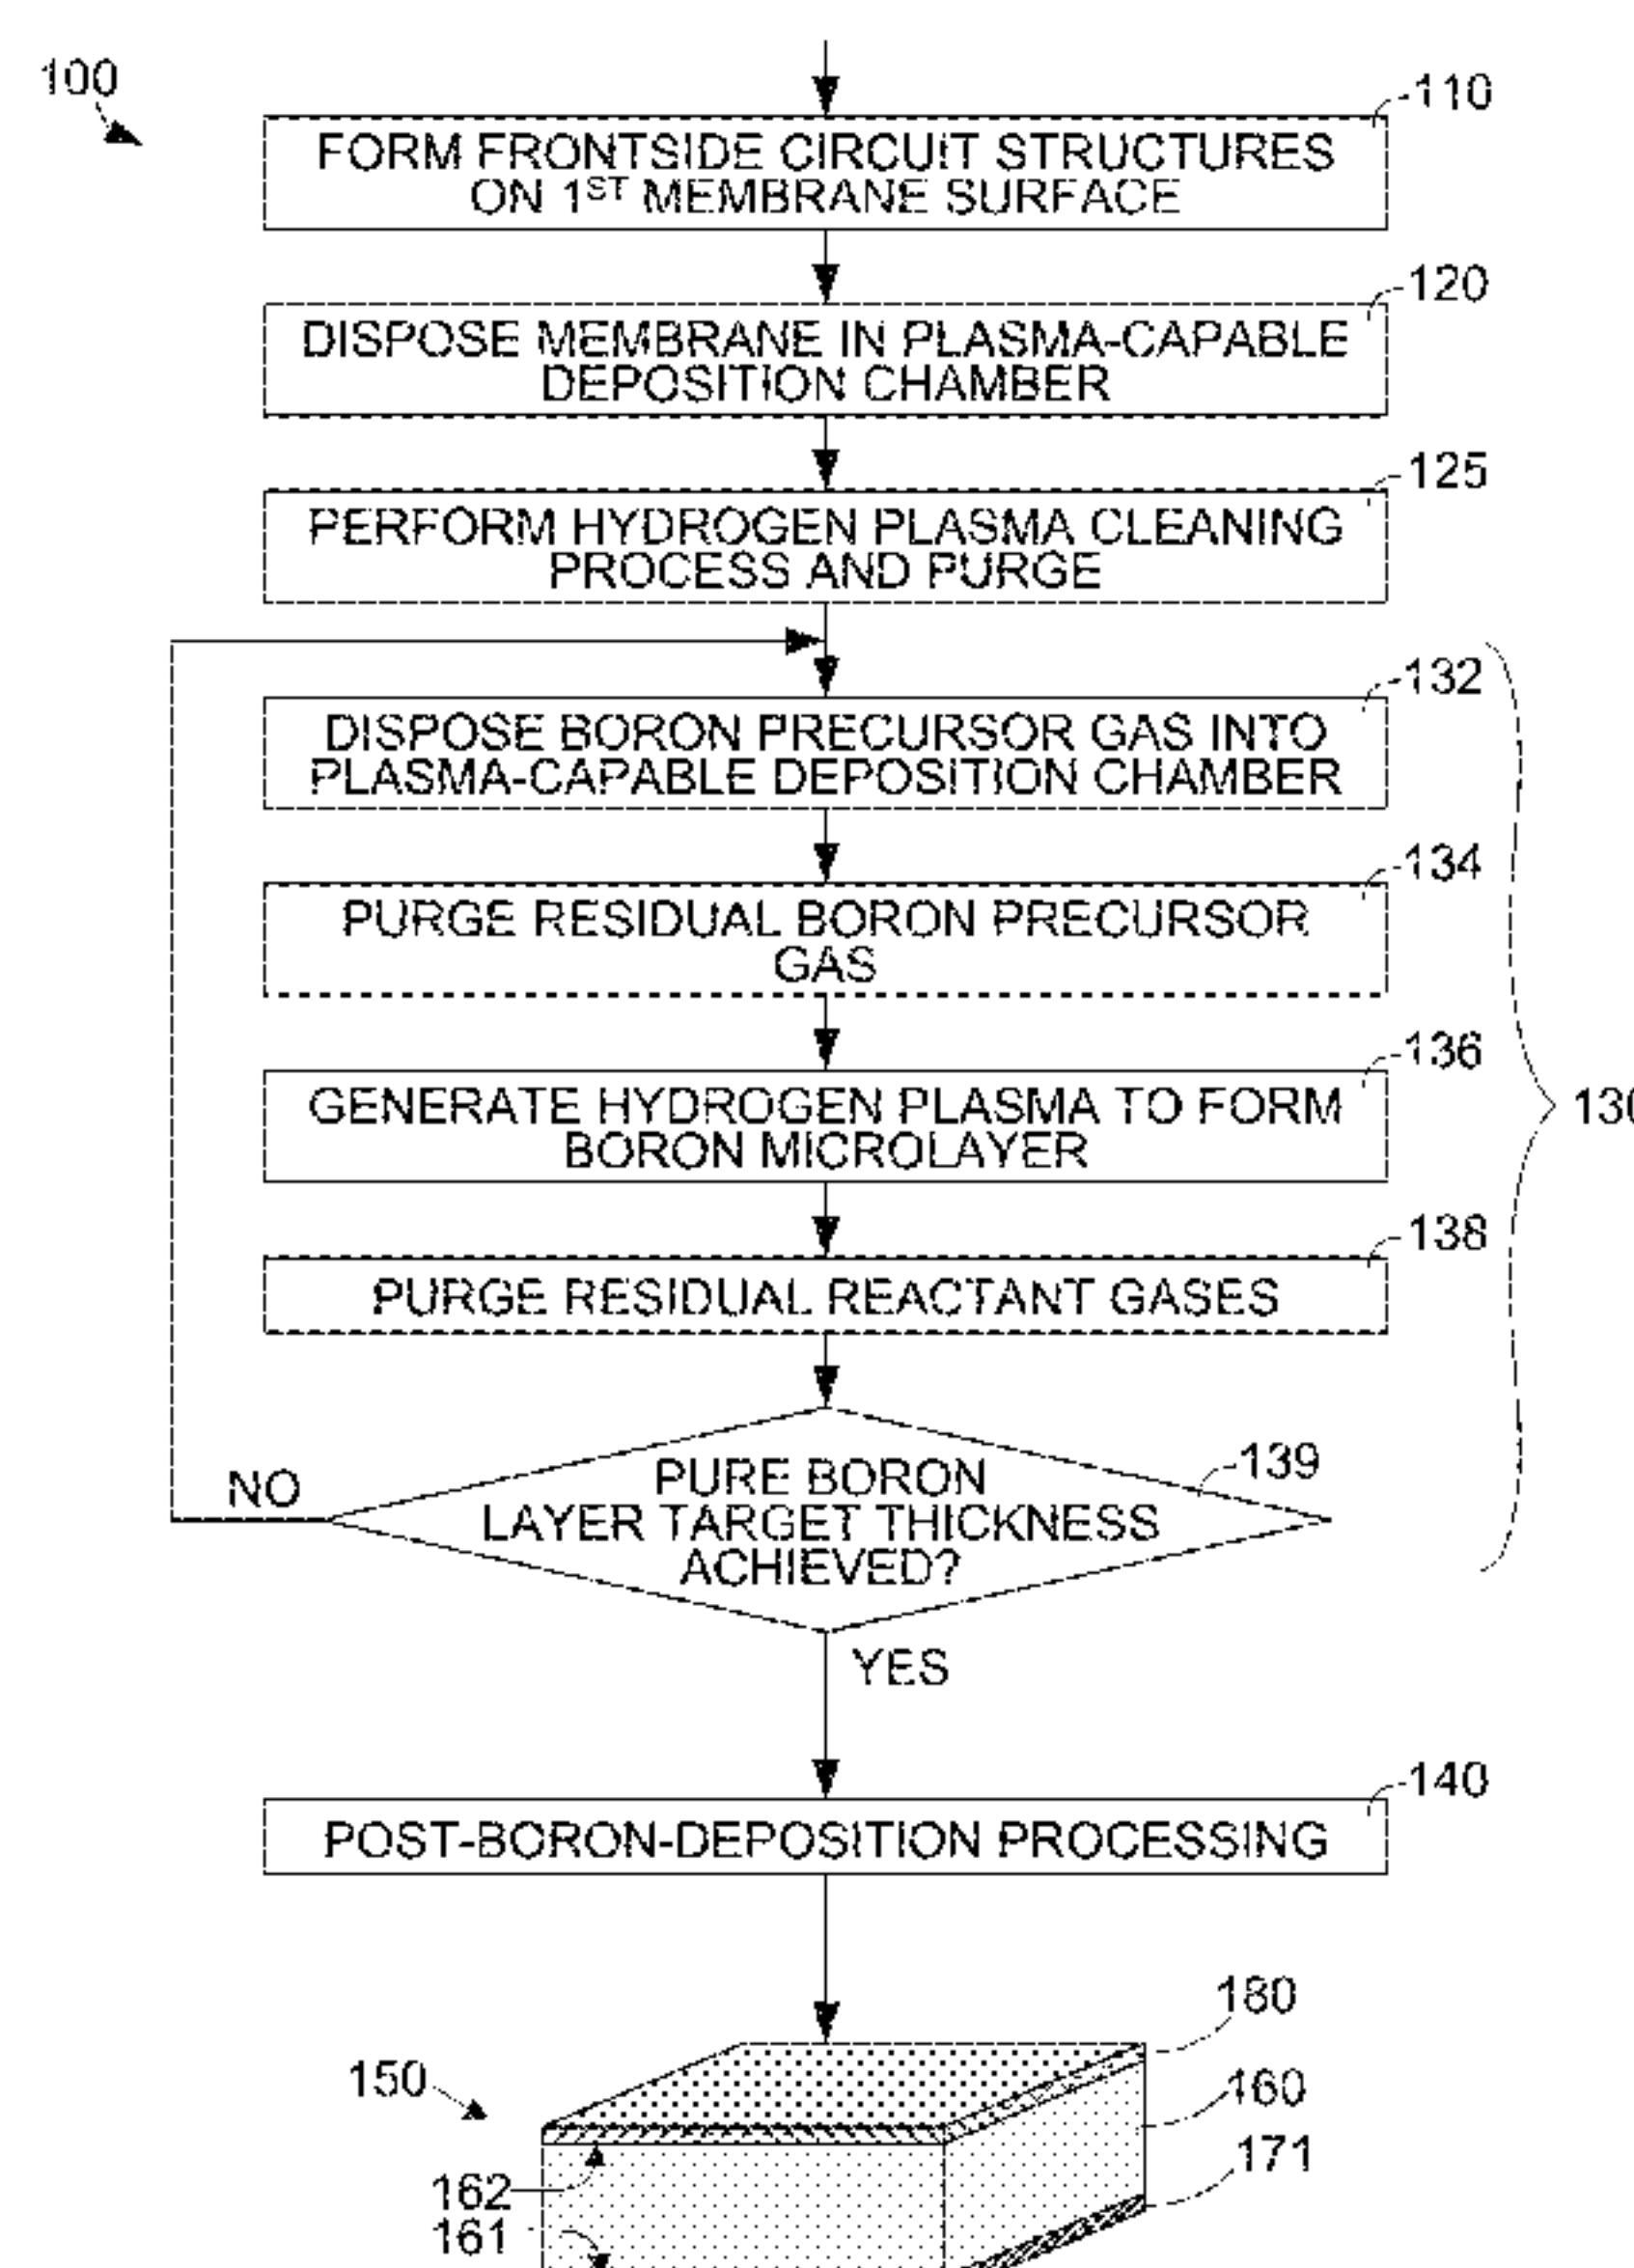 100
110
FORM FRONTSIDE CIRCUIT STRUCTURES
ON 1ST MEMBRANE SURFACE
120
DISPOSE MEMBRANE IN PLASMA-CAPABLE
DEPOSITION CHAMBER
125
PERFORM HYDROGEN PLASMA CLEANING
PROCESS AND PURGE
132
DISPOSE BORON PRECURSOR GAS INTO
PLASMA-CAPABLE DEPOSITION CHAMBER
134
PURGE RESIDUAL BORON PRECURSOR
GAS
136
130
GENERATE HYDROGEN PLASMA TO FORM
BORON MICROLAYER
138
PURGE RESIDUAL REACTANT GASES
139
NO
PURE BORON
LAYER TARGET THICKNESS
ACHIEVED?
YES
140
POST-BORON-DEPOSITION PROCESSING
180
150
160
171
162
161